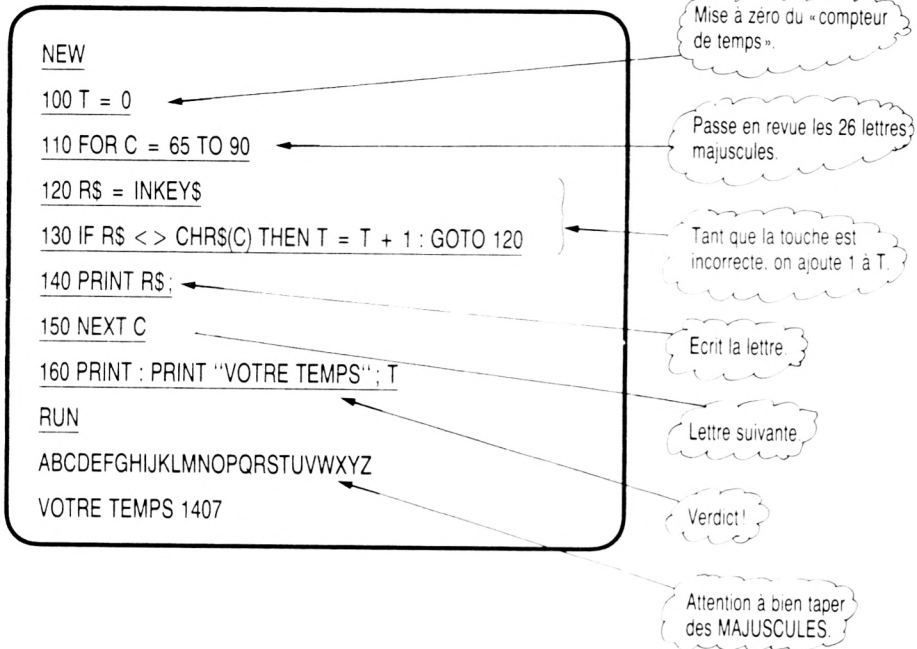 NEW
100 T = 0
110 FOR C = 65 TO 90
120 R$ = INKEY$
130 IF R$ < > CHR$(C) THEN T = T + 1 : GOTO 120
140 PRINT R$;
150 NEXT C
160 PRINT : PRINT "VOTRE TEMPS" ; T
RUN
ABCDEFGHIJKLMNOPQRSTUVWXYZ
VOTRE TEMPS 1407
Mise à zéro du «compteur
de temps».
Passe en revue les 26 lettres
majuscules.
Tant que la touche est
incorrecte, on ajoute 1 à T.
Ecrit la lettre.
Lettre suivante.
Verdict!
Attention à bien taper
des MAJUSCULES.